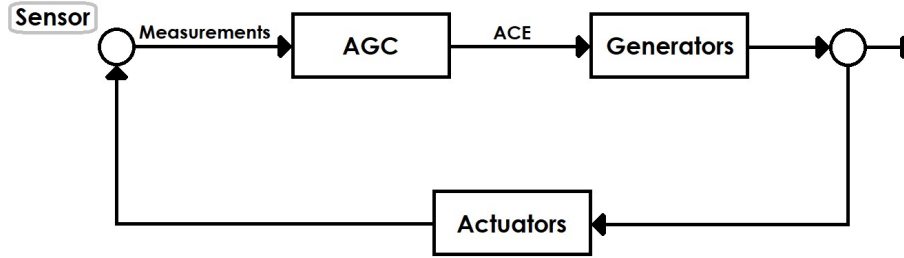 Sensor
Measurements
AGC
ACE
Generators
Actuators